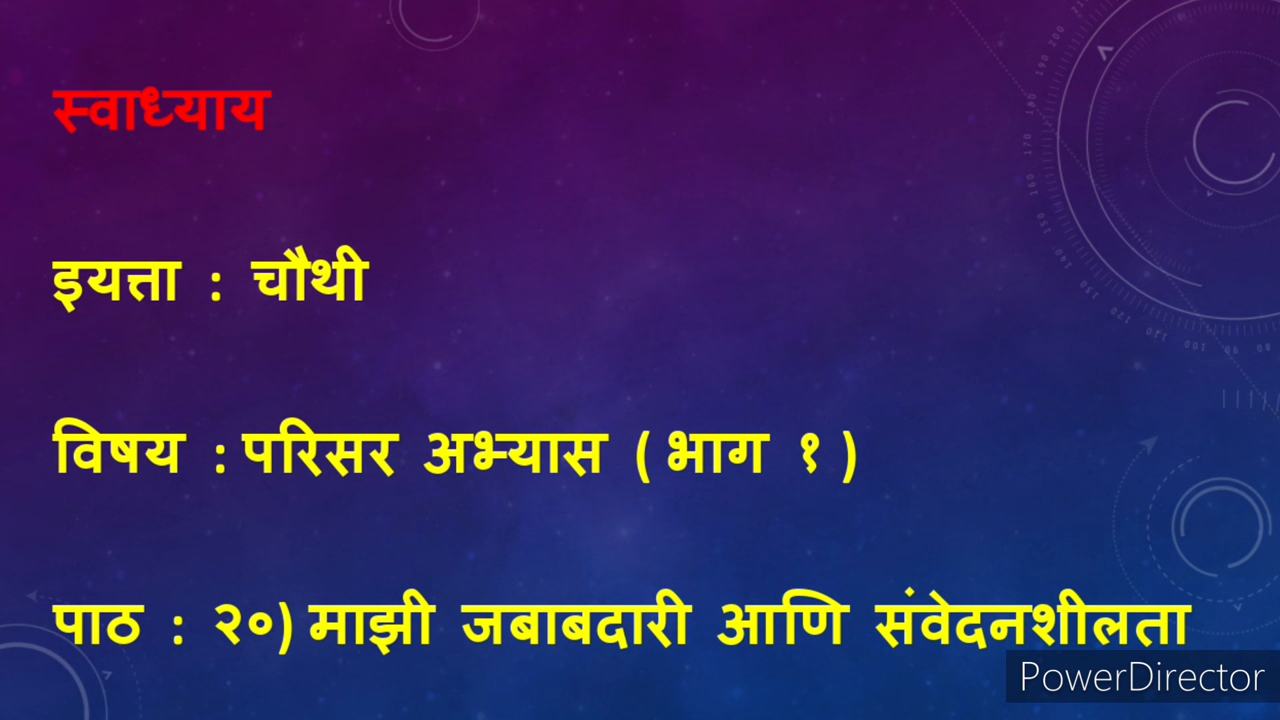 स्वाध्याय
इयत्ता : चौथी
विषय : परिसर अभ्यास ( भाग १ )
पाठ : २०) माझी जबाबदारी आणि संवेदनशीलता
PowerDirector